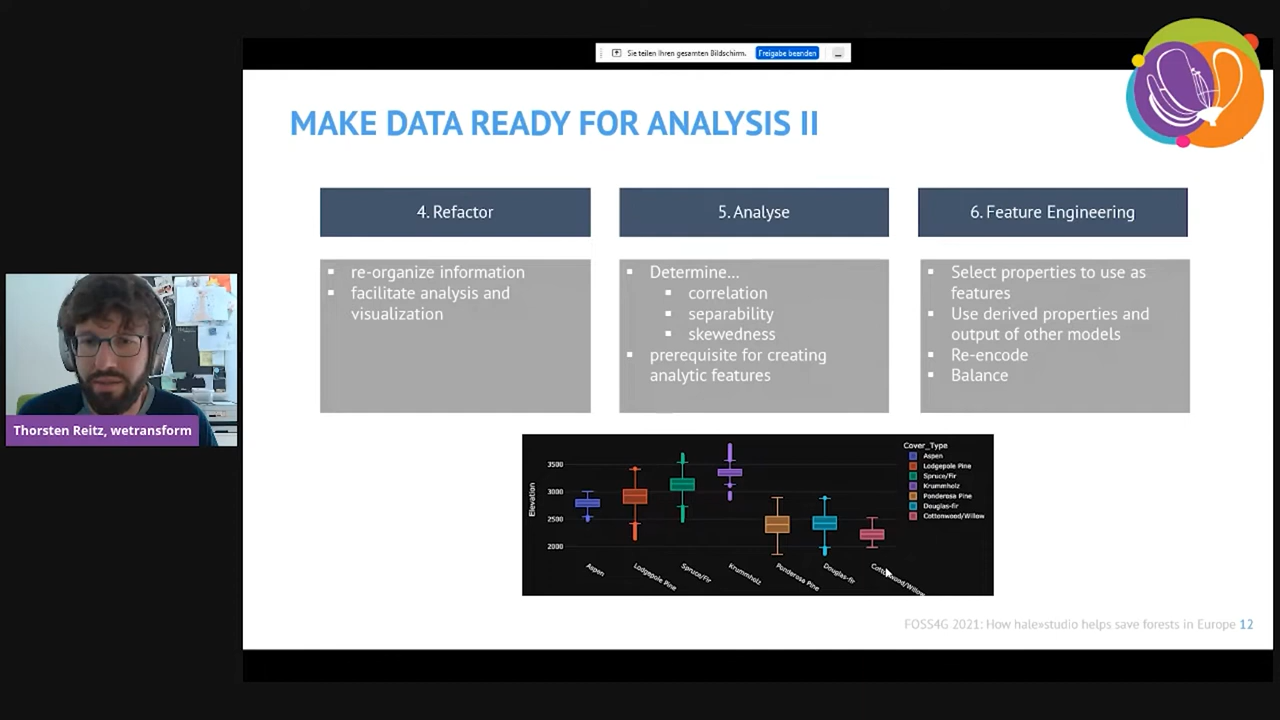 Sie teilen Ihren gesamten Bildschirm. Freigabe beenden
MAKE DATA READY FOR ANALYSIS II
4. Refactor
▪ re-organize information
▪ facilitate analysis and
visualization
5. Analyse
▪ Determine...
▪ correlation
▪ separability
▪ skewedness
▪ prerequisite for creating
analytic features
6. Feature Engineering
▪ Select properties to use as
features
▪ Use derived properties and
output of other models
▪ Re-encode
▪ Balance
Thorsten Reitz, wetransform
Elevation
3500
3000
2500
2000
Aspen
Lodgepole Pine
Spruce/Fir
Krummholz
Ponderosa Pine
Douglas-fir
Cottonwood/Willow
Cover_Type
Aspen
Lodgepole Pine
Spruce/Fir
Krummholz
Ponderosa Pine
Douglas-fir
Cottonwood/Willow
FOSS4G 2021: How hale»studio helps save forests in Europe 12